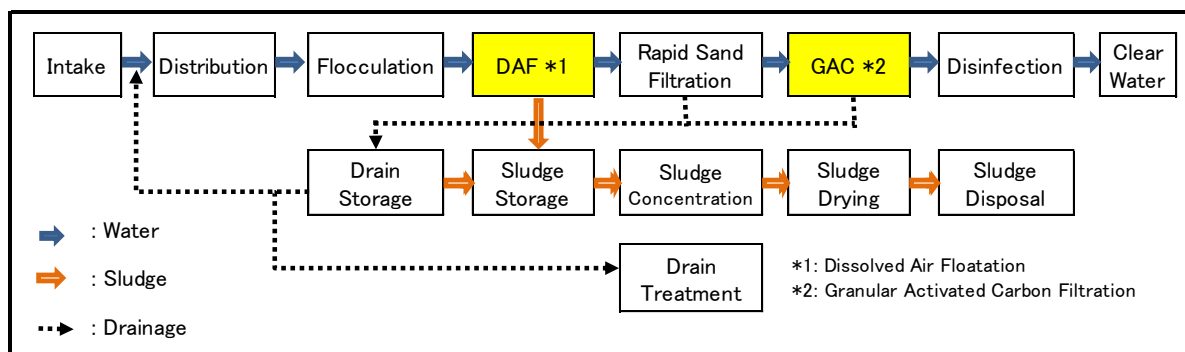 Intake
Distribution
Flocculation
DAF *1
Rapid Sand
Filtration
GAC *2
Disinfection
Clear
Water
Drain
Storage
Sludge
Storage
Sludge
Concentration
Sludge
Drying
Sludge
Disposal
: Water
: Sludge
: Drainage
Drain
Treatment
*1: Dissolved Air Floatation
*2: Granular Activated Carbon Filtration